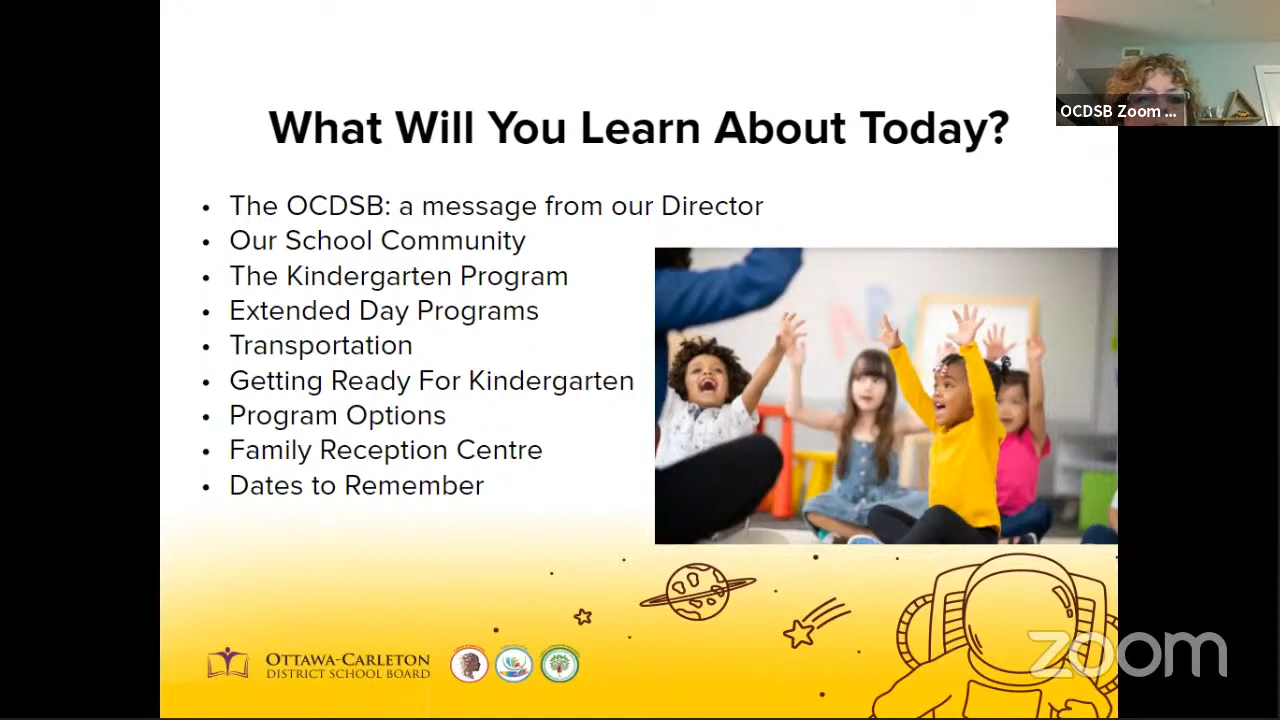 What Will You Learn About Today?
OCDSB Zoom ...
• The OCDSB: a message from our Director
• Our School Community
• The Kindergarten Program
• Extended Day Programs
• Transportation
• Getting Ready For Kindergarten
• Program Options
• Family Reception Centre
• Dates to Remember
OTTAWA-CARLETON
DISTRICT SCHOOL BOARD
zoom